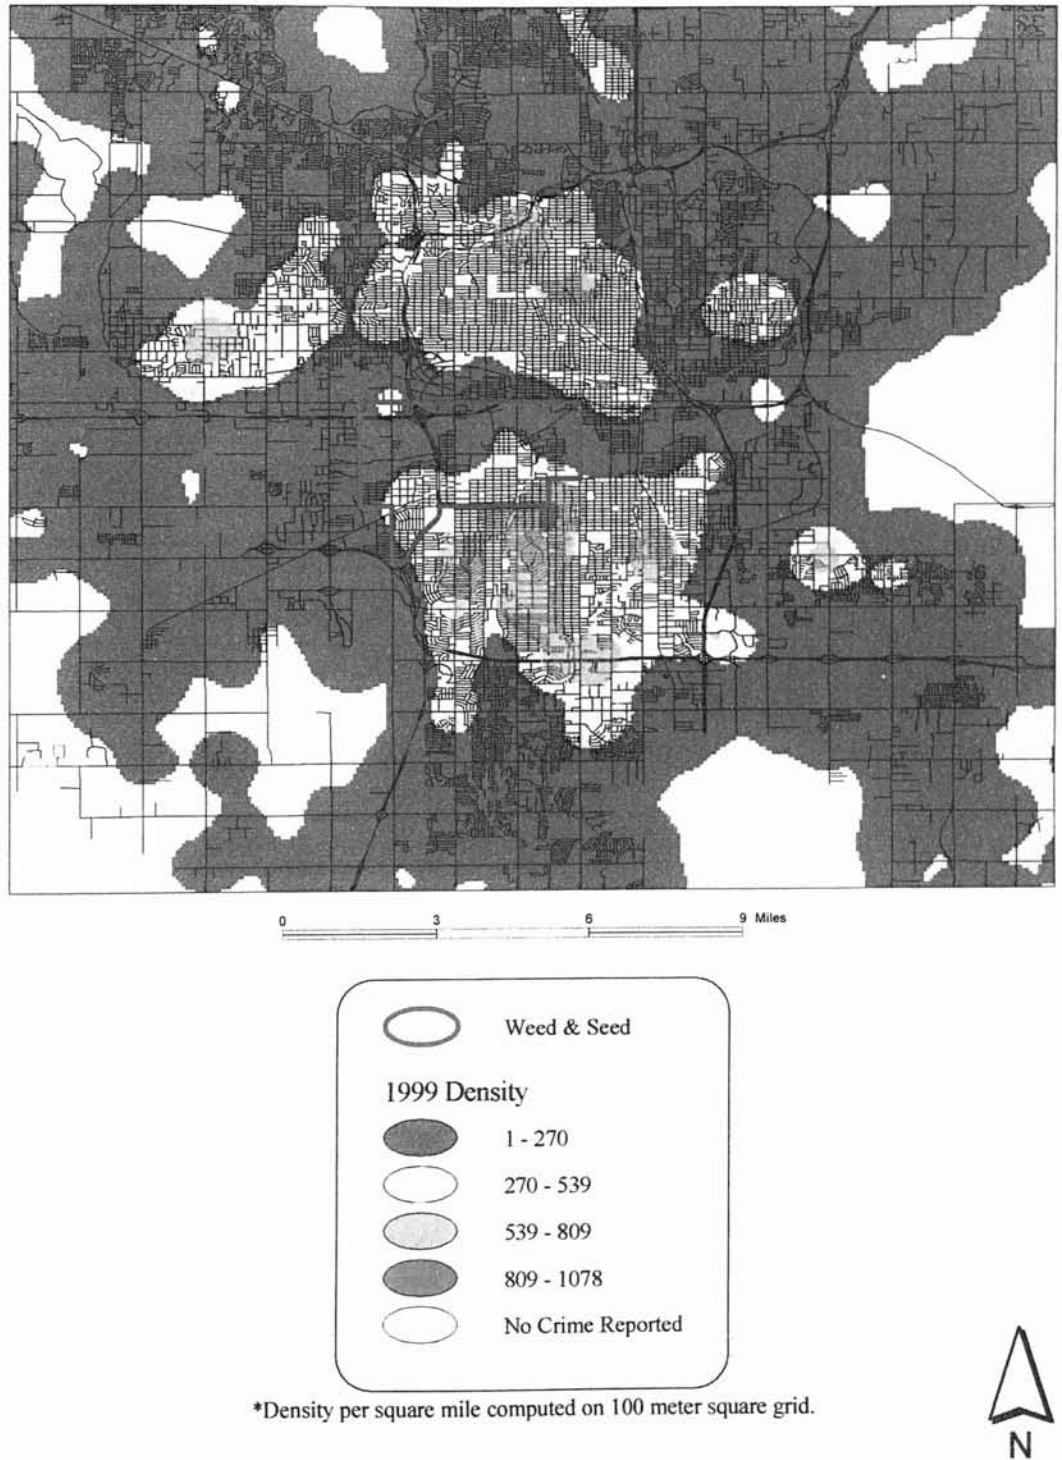 0 3 6 9 Miles
Weed & Seed
1999 Density
1 - 270
270 - 539
539 - 809
809 - 1078
No Crime Reported
*Density per square mile computed on 100 meter square grid.
N